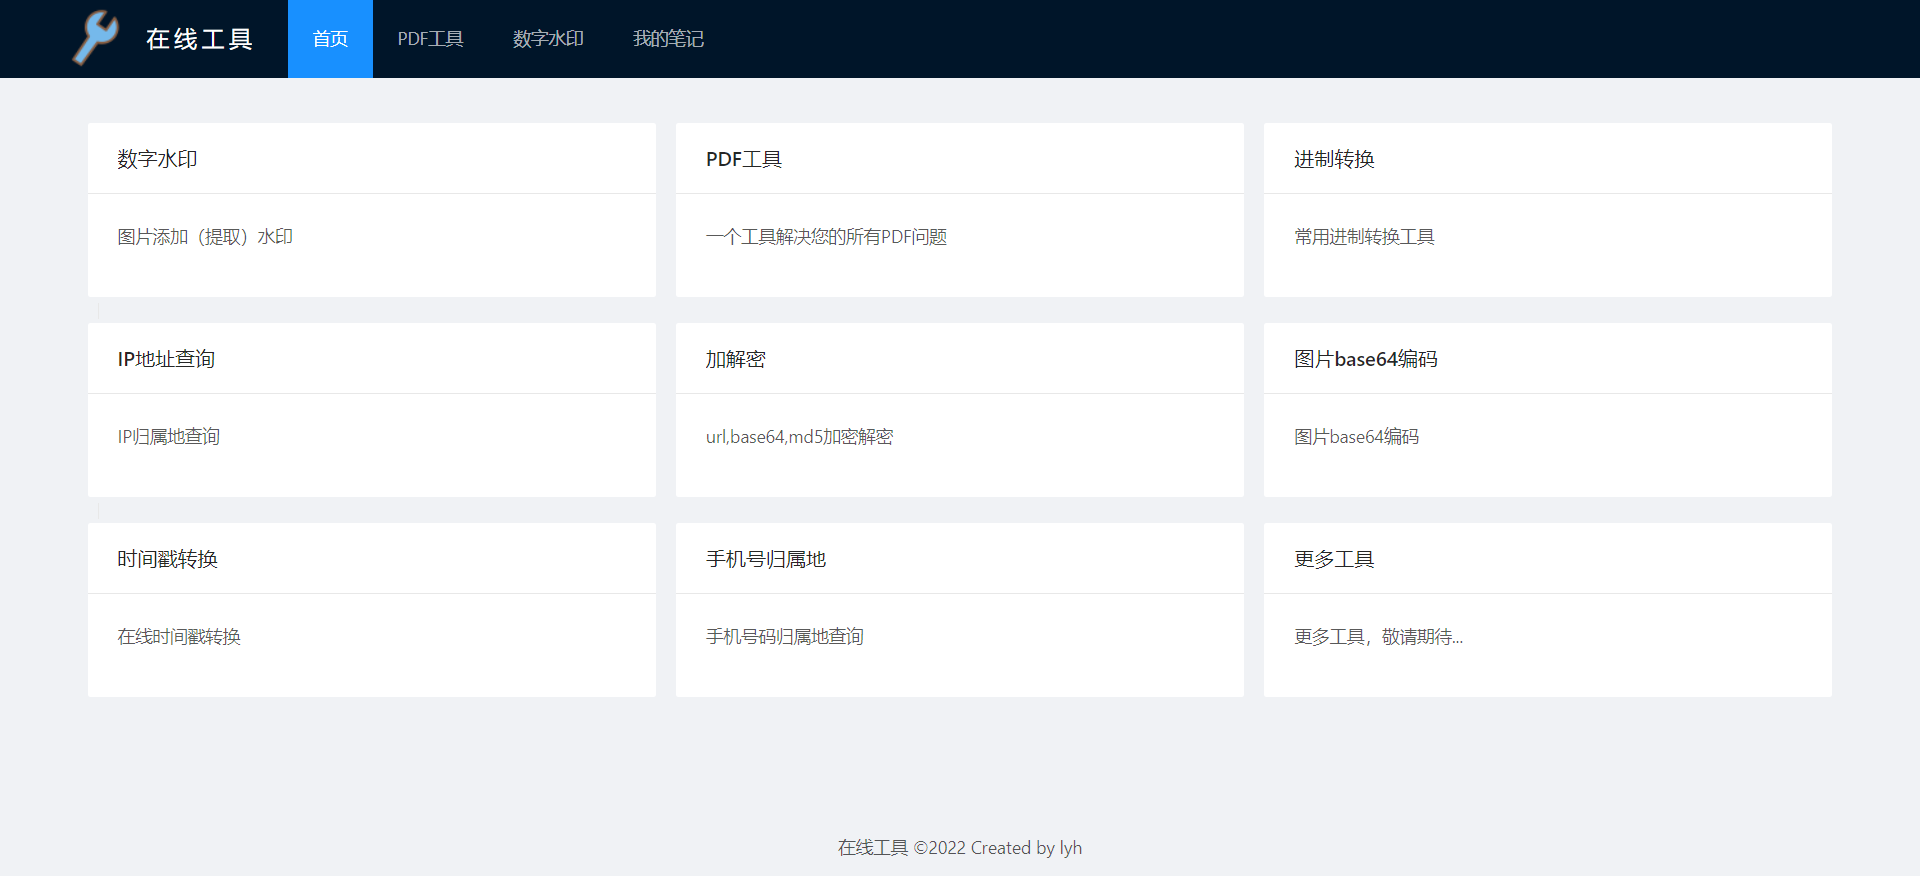 在线工具 首页 PDF工具 数字水印 我的笔记
数字水印
图片添加（提取）水印
PDF工具
一个工具解决您的所有PDF问题
进制转换
常用进制转换工具
IP地址查询
IP归属地查询
加解密
url,base64,md5加密解密
图片base64编码
图片base64编码
时间戳转换
在线时间戳转换
手机号归属地
手机号码归属地查询
更多工具
更多工具，敬请期待...
在线工具 ©2022 Created by lyh